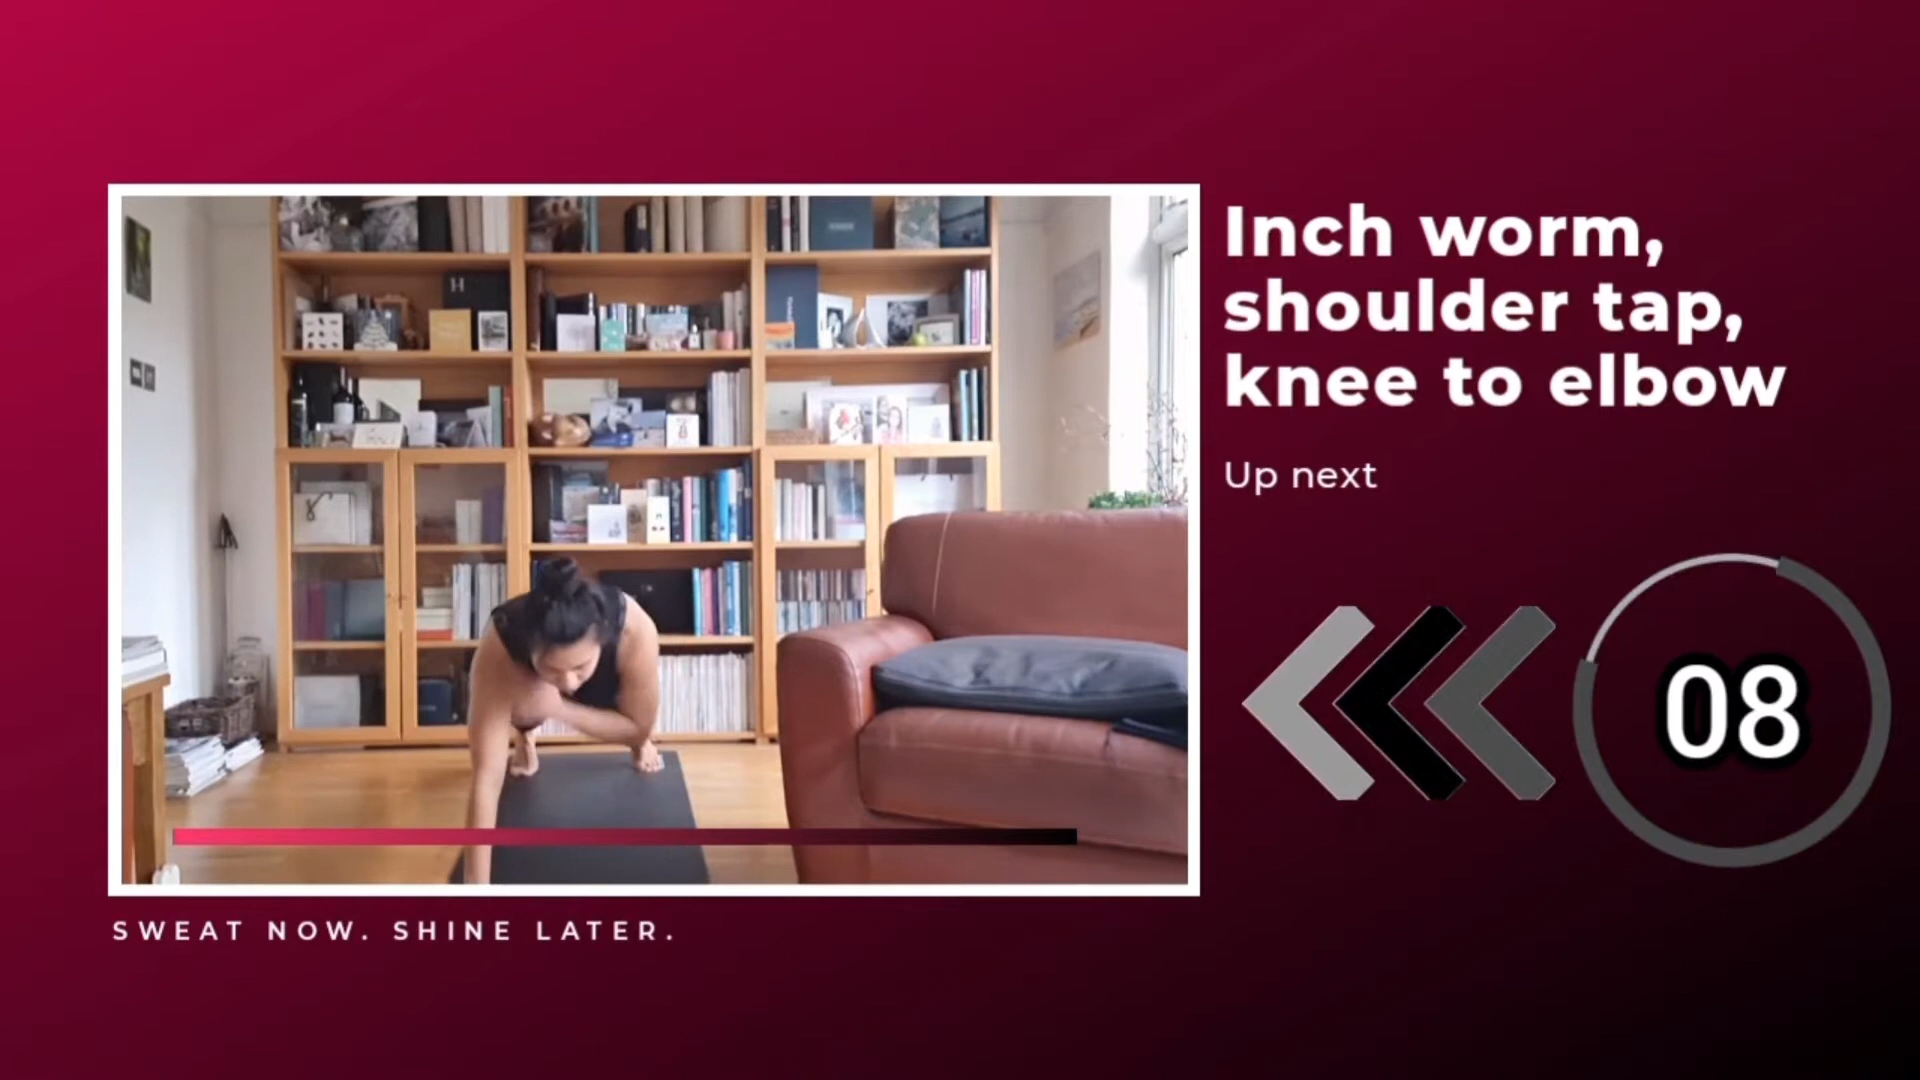 Inch worm,
shoulder tap,
knee to elbow
Up next
08
H
SWEAT NOW. SHINE LATER.